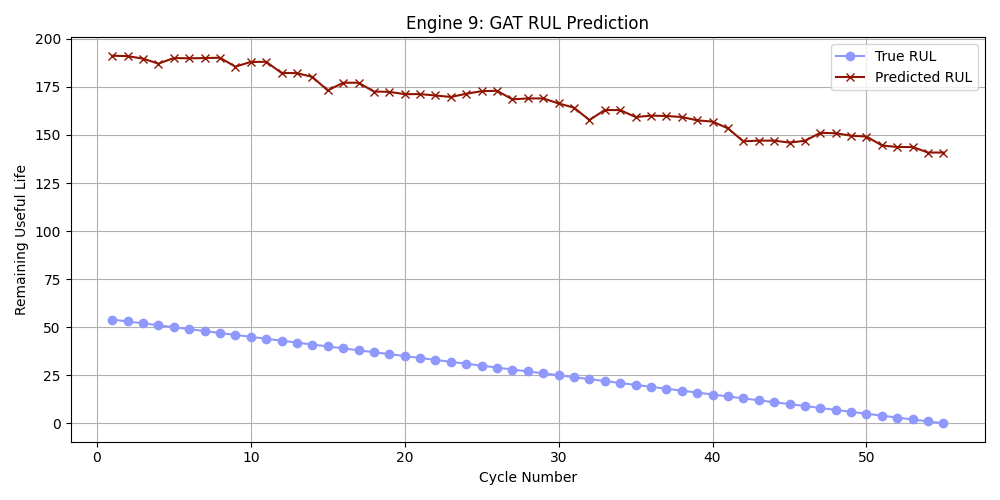 Engine 9: GAT RUL Prediction
200
175
150
125
100
75
50
25
0
Remaining Useful Life
True RUL
Predicted RUL
0 10 20 30 40 50
Cycle Number